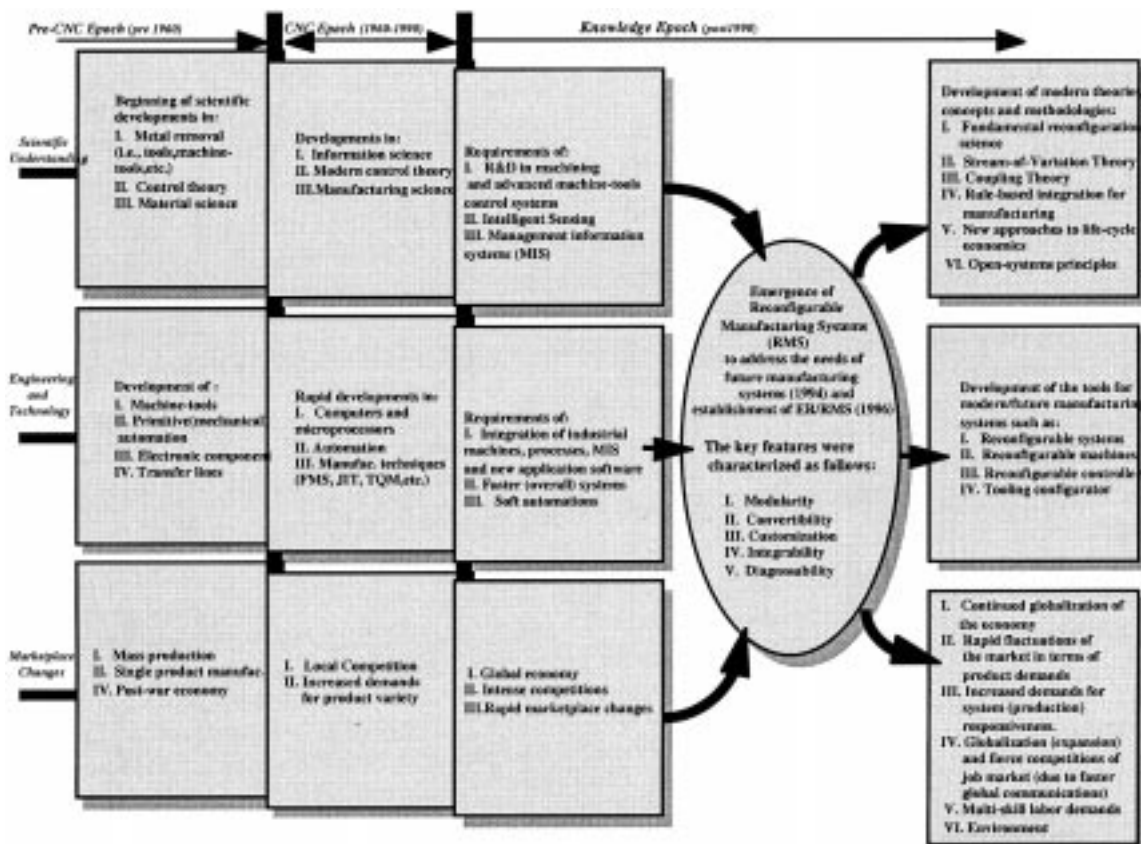 Pre-CNC Epoch (pre 1960)
CNC Epoch (1960-1990)
Knowledge Epoch (post1990)
Scientific
Understanding
Beginning of scientific
developments in:
I. Metal removal
(i.e., tools,machine-
tools,etc.)
II. Control theory
III. Material science
Developments in:
I. Information science
II. Modern control theory
III.Manufacturing science
Requirements of:
I. R&D in machining
and advanced machine-tools
control systems
II. Intelligent Sensing
III. Management information
systems (MIS)
Development of modern theories
concepts and methodologies:
I. Fundamental reconfiguration
science
II. Stream-of-Variation Theory
III. Coupling Theory
IV. Rule-based integration for
manufacturing
V. New approaches to life-cycle
economics
VI. Open-systems principles
Emergence of
Reconfigurable
Manufacturing Systems
(RMS)
to address the needs of
future manufacturing
systems (1994) and
establishment of ER/RMS (1996)
The key features were
characterized as follows:
I. Modularity
II. Convertibility
III. Customization
IV. Integrability
V. Diagnosability
Engineering
and
Technology
Development of :
I. Machine-tools
II. Primitive(mechanical
automation
III. Electronic component
IV. Transfer lines
Rapid developments in:
I. Computers and
microprocessors
II. Automation
III. Manufac. techniques
(FMS, JIT, TQM,etc.)
Requirements of:
I. Integration of industrial
machines, processes, MIS
and new application software
II. Faster (overall) systems
III. Soft automations
Development of the tools for
modern/future manufacturing
systems such as:
I. Reconfigurable systems
II. Reconfigurable machines
III. Reconfigurable controller
IV. Tooling configurator
Marketplace
Changes
I. Mass production
II. Single product manufac.
IV. Post-war economy
I. Local Competition
II. Increased demands
for product variety
I. Global economy
II. Intense competitions
III.Rapid marketplace changes
I. Continued globalization of
the economy
II. Rapid fluctuations of
the market in terms of
product demands
III. Increased demands for
system (production)
responsiveness.
IV. Globalization (expansion)
and fierce competitions of
job market (due to faster
global communications)
V. Multi-skill labor demands
VI. Environment